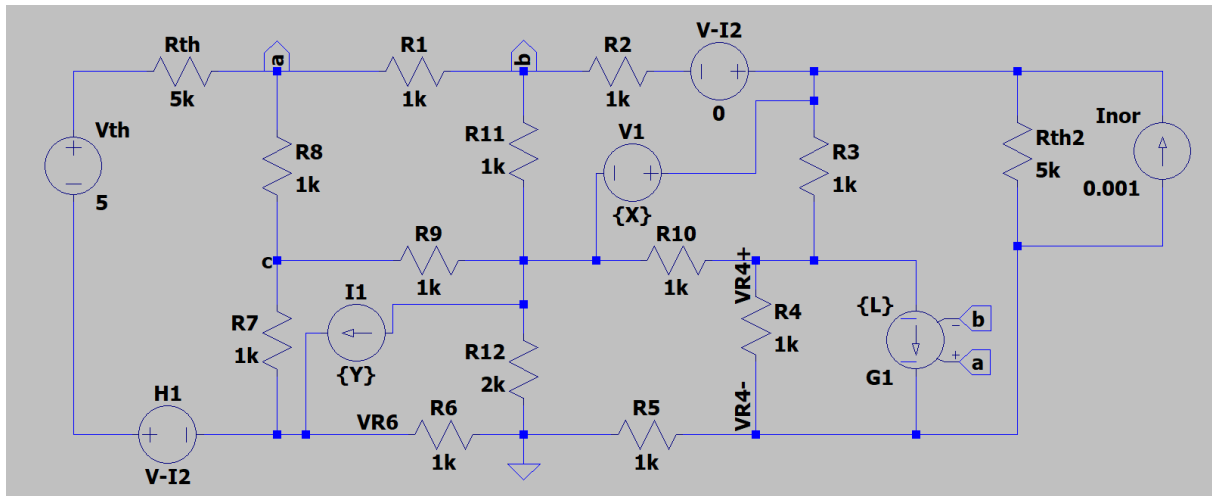 V-I2
Rth
a
R1
b
R2
5k
1k
1k
0
Vth
5
R8
1k
R11
1k
V1
{X}
R3
1k
Rth2
5k
Inor
0.001
c
R9
1k
R10
1k
VR4+
R7
1k
I1
{Y}
R12
2k
R4
1k
{L}
b
a
G1
H1
V-I2
VR6
R6
1k
R5
1k
VR4-